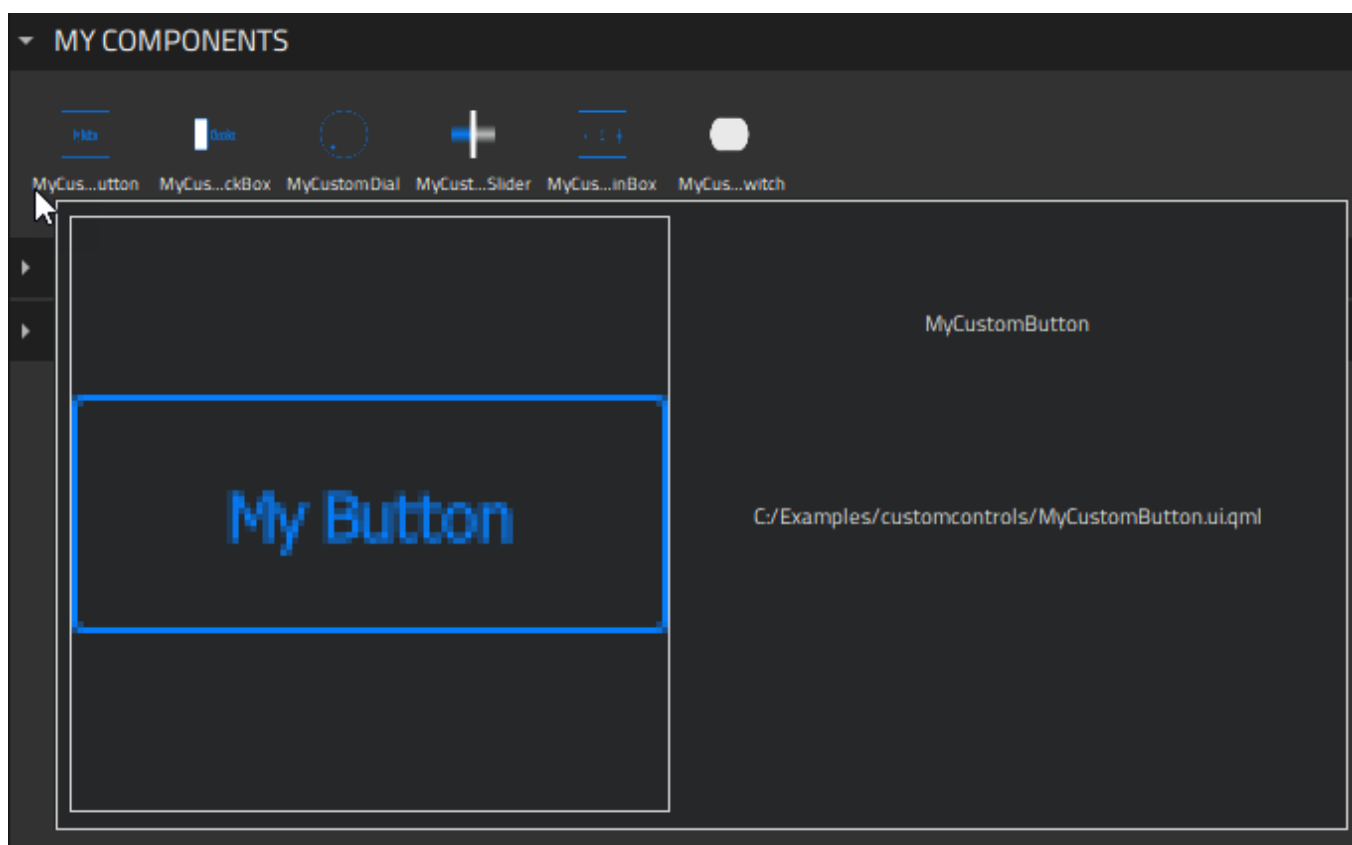 MY COMPONENTS
MyCus...utton MyCus...ckBox MyCustomDial MyCust...Slider MyCus...inBox MyCus...witch
MyCustomButton
My Button
C:/Examples/customcontrols/MyCustomButton.ui.qml